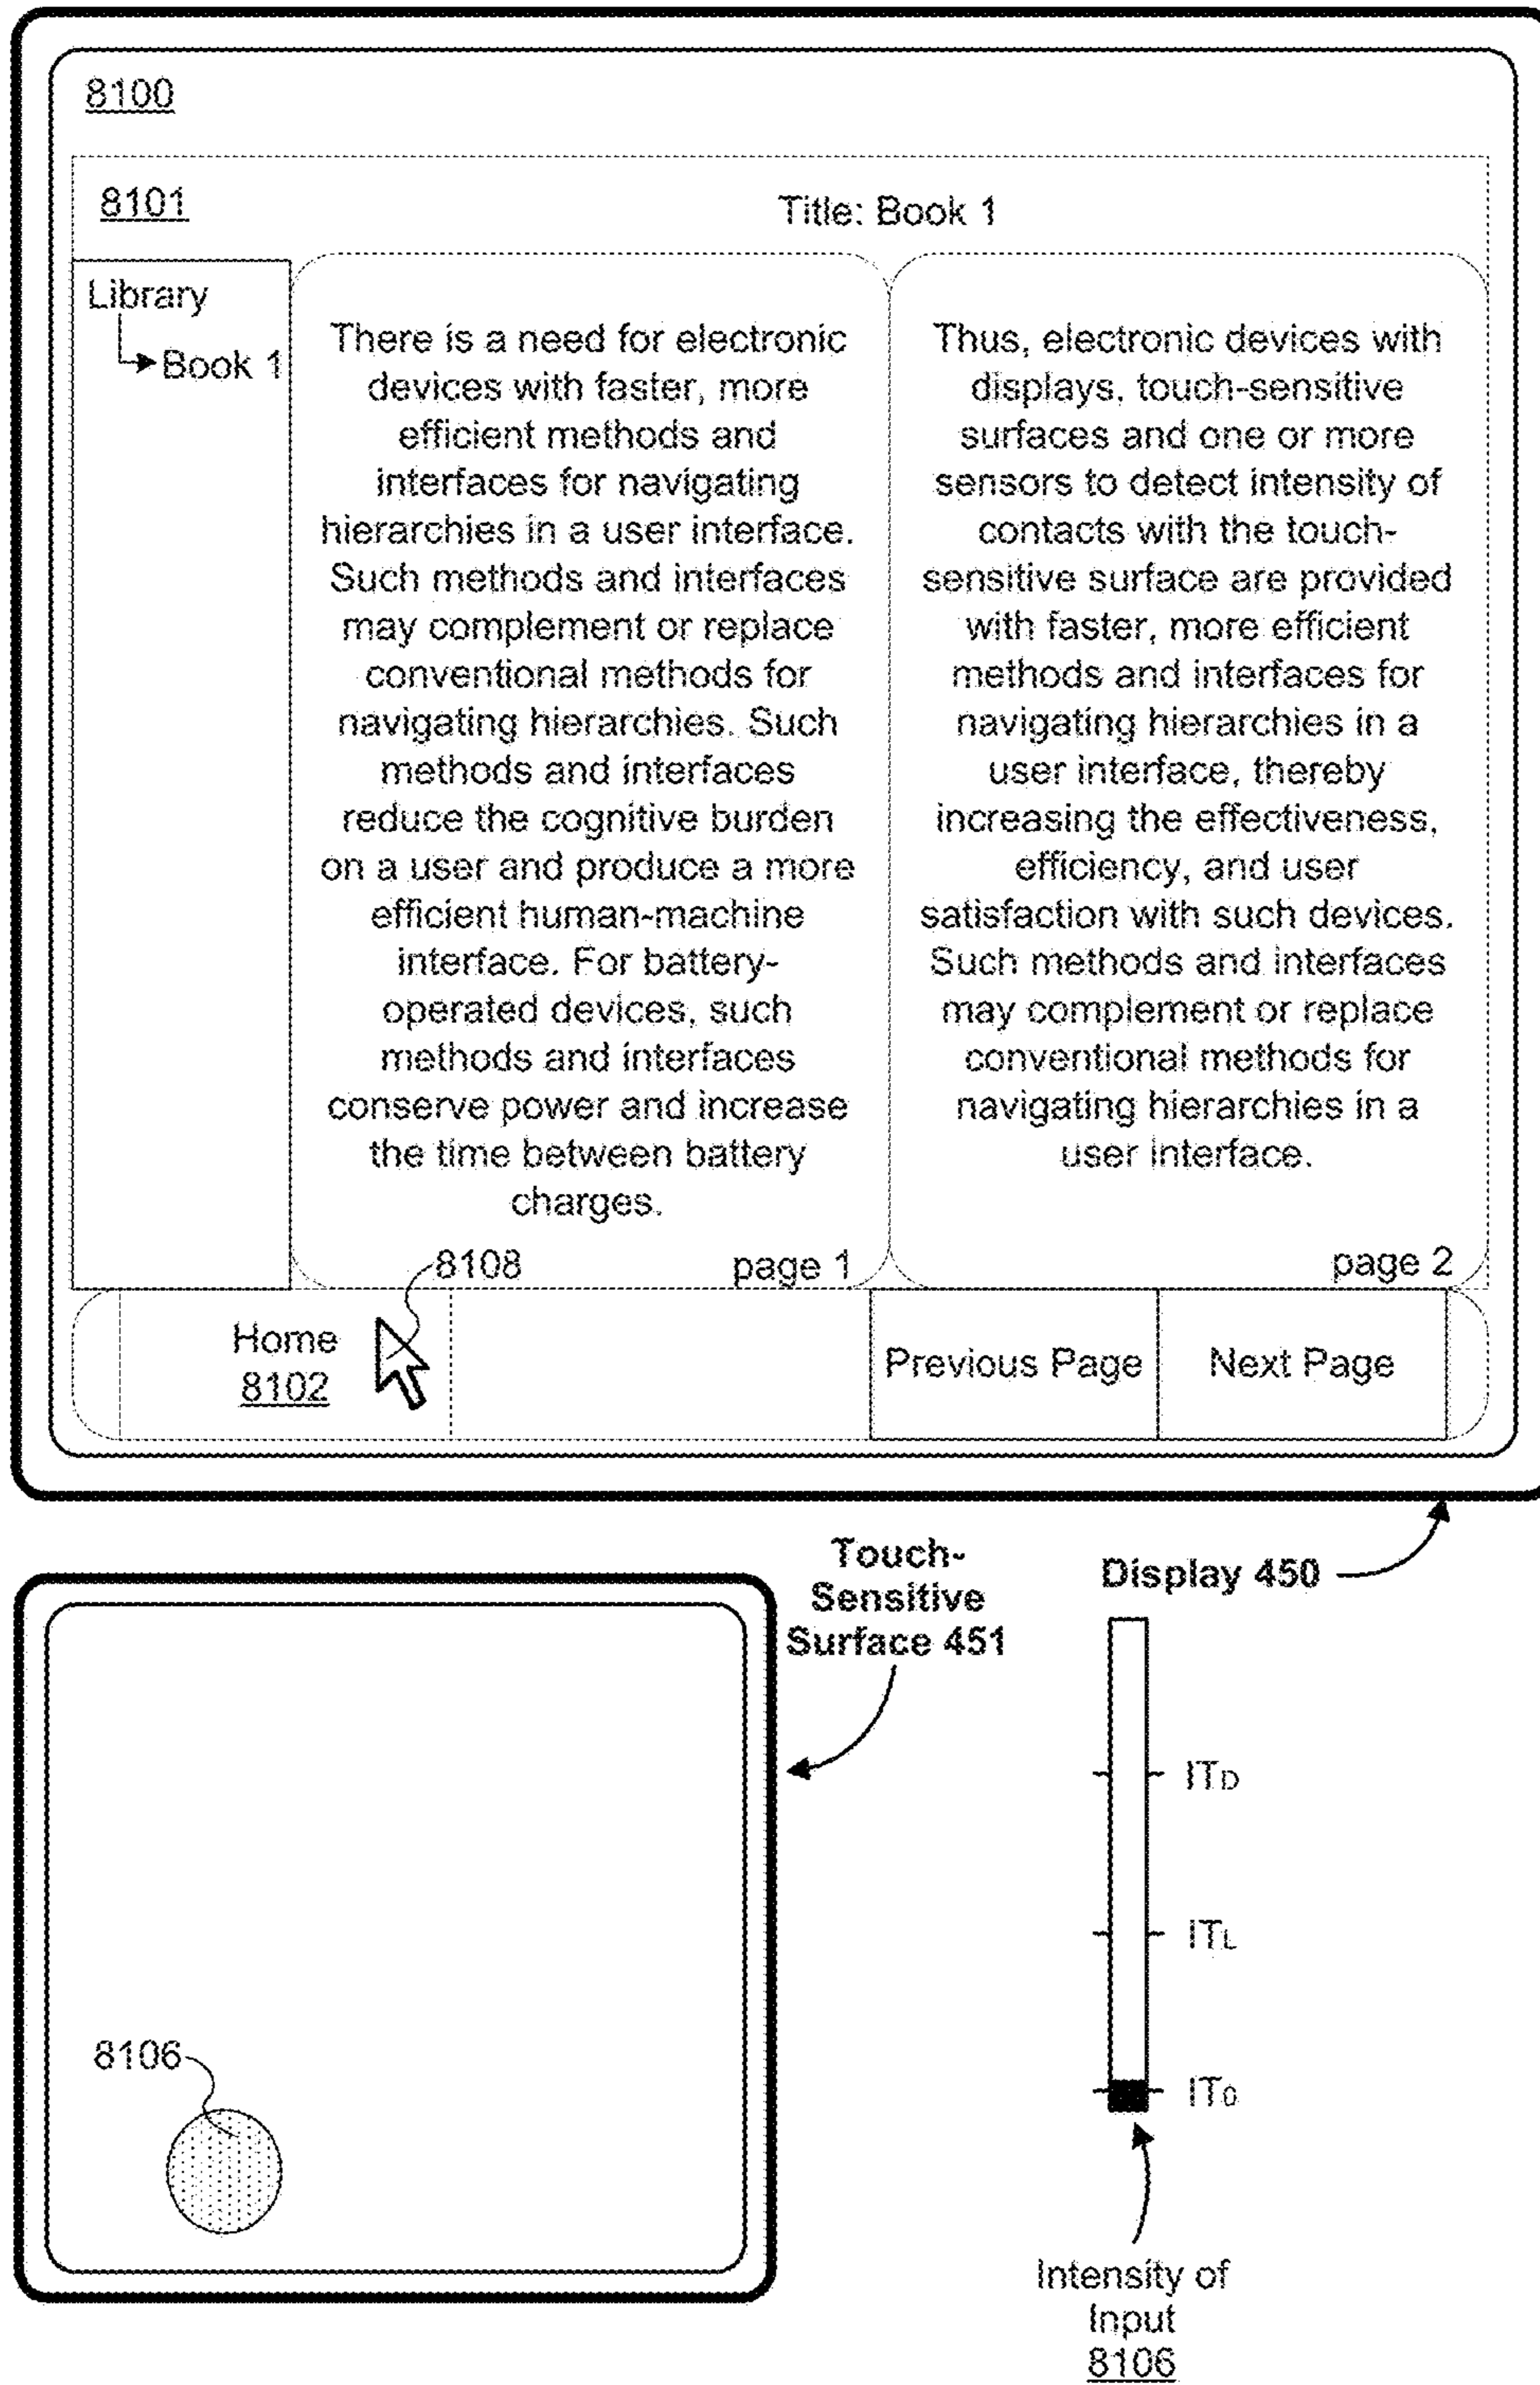 8100
8101
Title: Book 1
Library
Book 1
There is a need for electronic
devices with faster, more
efficient methods and
interfaces for navigating
hierarchies in a user interface.
Such methods and interfaces
may complement or replace
conventional methods for
navigating hierarchies. Such
methods and interfaces
reduce the cognitive burden
on a user and produce a more
efficient human-machine
interface. For battery-
operated devices, such
methods and interfaces
conserve power and increase
the time between battery
charges.
page 1
Thus, electronic devices with
displays, touch-sensitive
surfaces and one or more
sensors to detect intensity of
contacts with the touch-
sensitive surface are provided
with faster, more efficient
methods and interfaces for
navigating hierarchies in a
user interface, thereby
increasing the effectiveness,
efficiency, and user
satisfaction with such devices.
Such methods and interfaces
may complement or replace
conventional methods for
navigating hierarchies in a
user interface.
page 2
8108
Home
8102
Previous Page
Next Page
Touch-
Sensitive
Surface 451
Display 450
ITD
ITL
IT0
8106
Intensity of
Input
8106